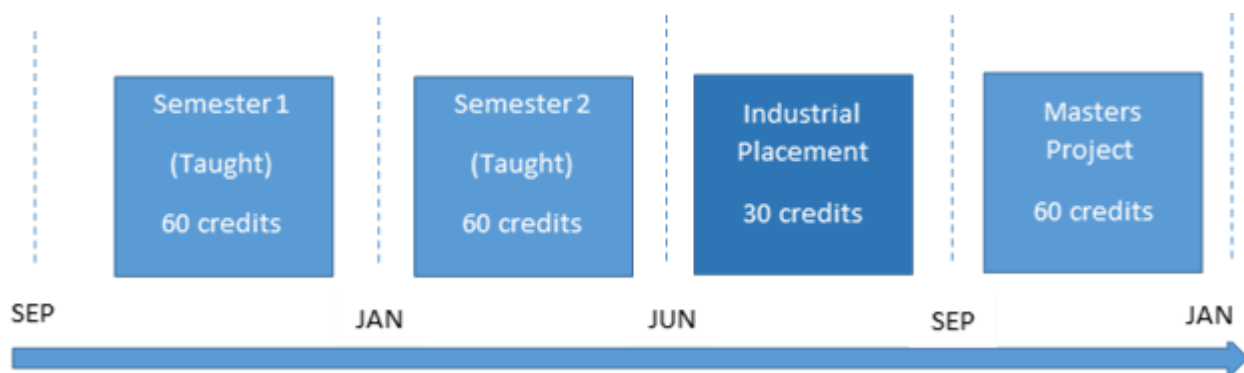 Semester 1
(Taught)
60 credits
Semester 2
(Taught)
60 credits
Industrial
Placement
30 credits
Masters
Project
60 credits
SEP
JAN
JUN
SEP
JAN